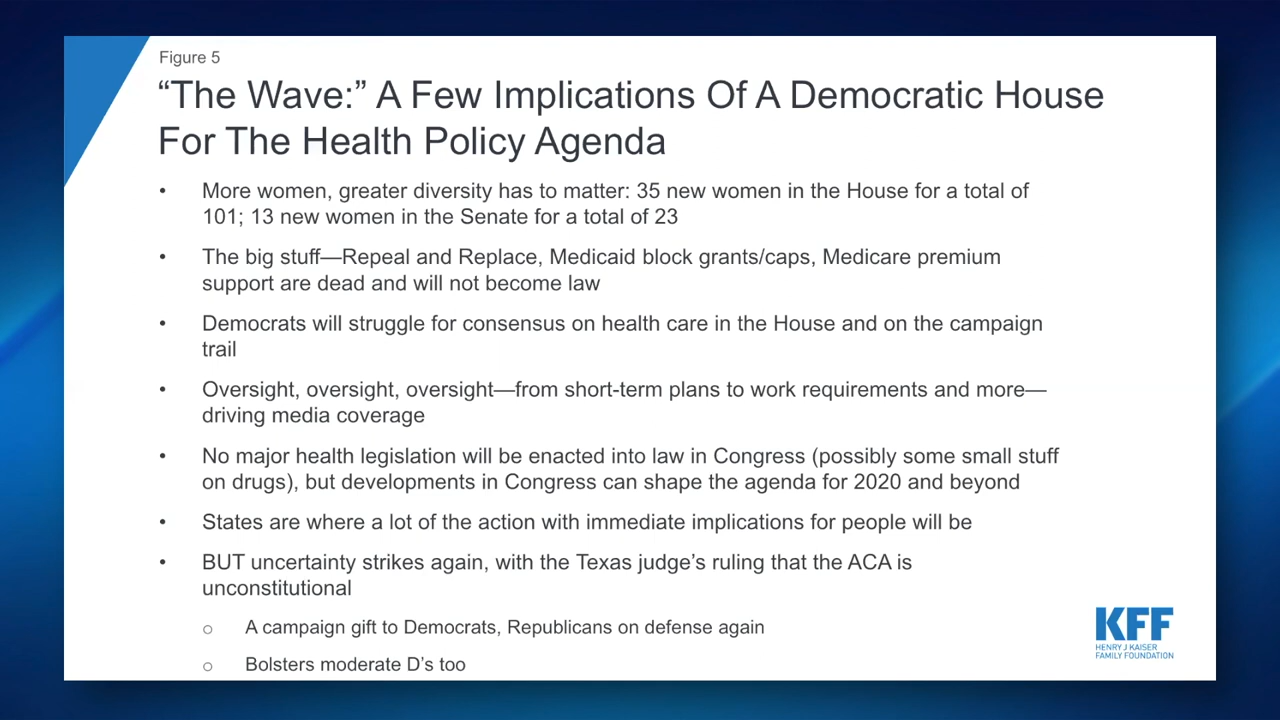 Figure 5
“The Wave:” A Few Implications Of A Democratic House
For The Health Policy Agenda
• More women, greater diversity has to matter: 35 new women in the House for a total of
101; 13 new women in the Senate for a total of 23
• The big stuff—Repeal and Replace, Medicaid block grants/caps, Medicare premium
support are dead and will not become law
• Democrats will struggle for consensus on health care in the House and on the campaign
trail
• Oversight, oversight, oversight—from short-term plans to work requirements and more—
driving media coverage
• No major health legislation will be enacted into law in Congress (possibly some small stuff
on drugs), but developments in Congress can shape the agenda for 2020 and beyond
• States are where a lot of the action with immediate implications for people will be
• BUT uncertainty strikes again, with the Texas judge’s ruling that the ACA is
unconstitutional
○ A campaign gift to Democrats, Republicans on defense again
○ Bolsters moderate D’s too
KFF
HENRY J KAISER
FAMILY FOUNDATION